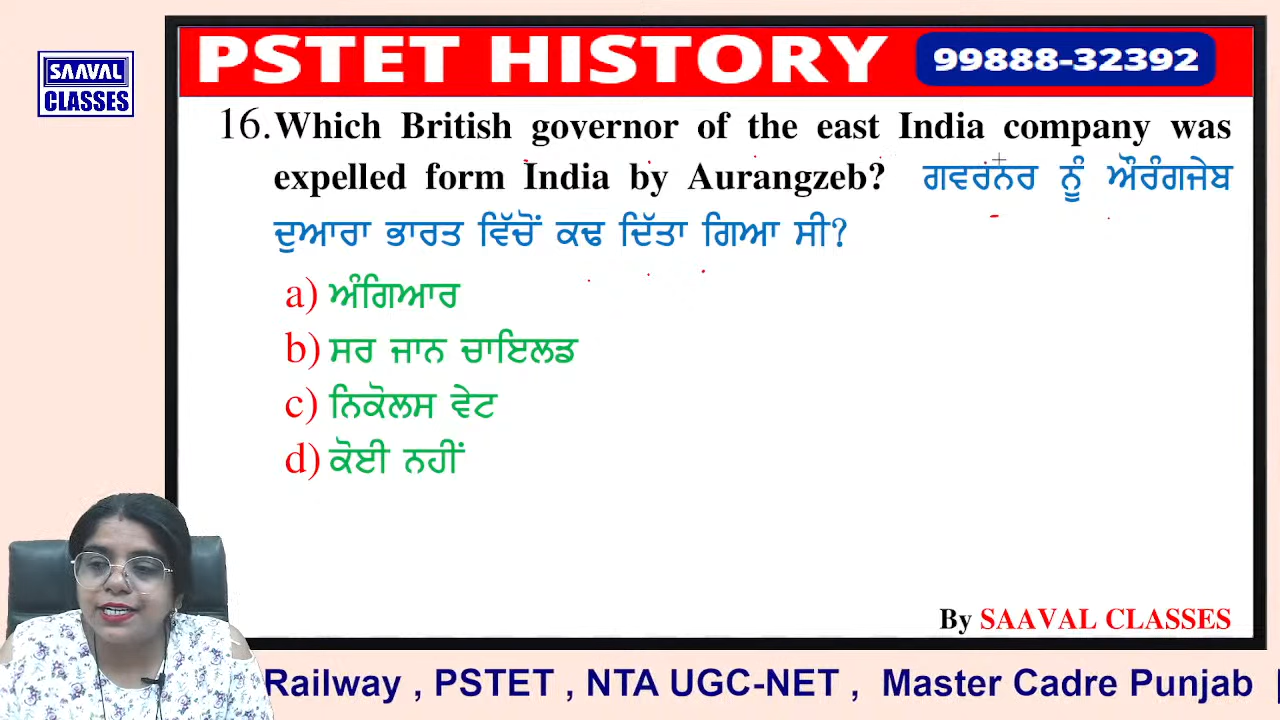 SAAVAL
CLASSES
PSTET HISTORY
99888-32392
16.Which British governor of the east India company was
expelled form India by Aurangzeb? ਗਵਰਨਰ ਨੂੰ ਔਰੰਗਜੇਬ
ਦੁਆਰਾ ਭਾਰਤ ਵਿੱਚੋਂ ਕਢ ਦਿੱਤਾ ਗਿਆ ਸੀ?
a) ਅੰਗਿਆਰ
b) ਸਰ ਜਾਨ ਚਾਇਲਡ
c) ਨਿਕੋਲਸ ਵੇਟ
d) ਕੋਈ ਨਹੀਂ
By SAAVAL CLASSES
Railway , PSTET , NTA UGC-NET , Master Cadre Punjab |